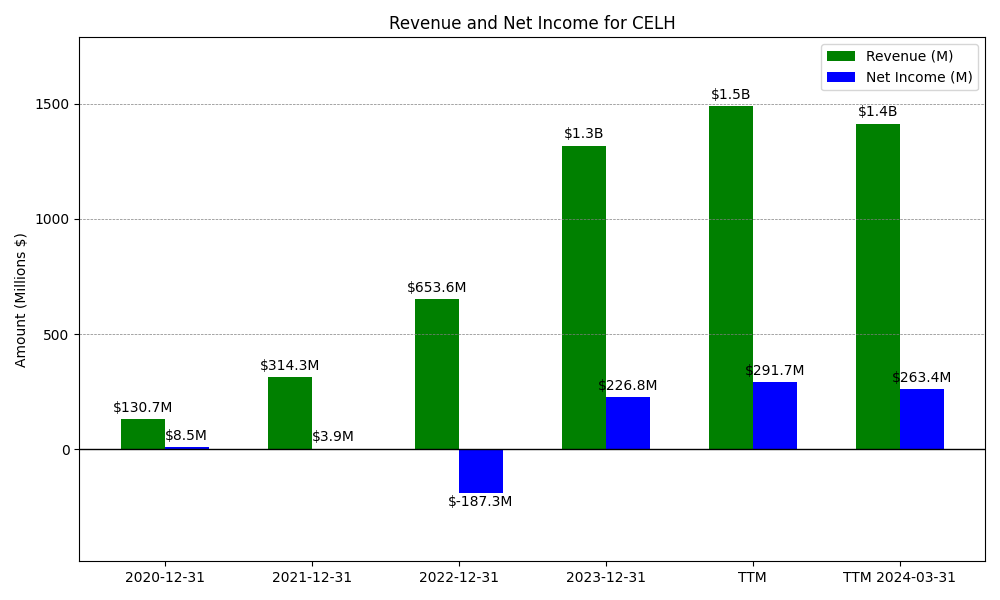 Revenue and Net Income for CELH
Revenue (M)
Net Income (M)
Amount (Millions $)
1500
1000
500
0
$130.7M
$8.5M
$314.3M
$3.9M
$653.6M
$-187.3M
$1.3B
$226.8M
$1.5B
$291.7M
$1.4B
$263.4M
2020-12-31
2021-12-31
2022-12-31
2023-12-31
TTM
TTM 2024-03-31